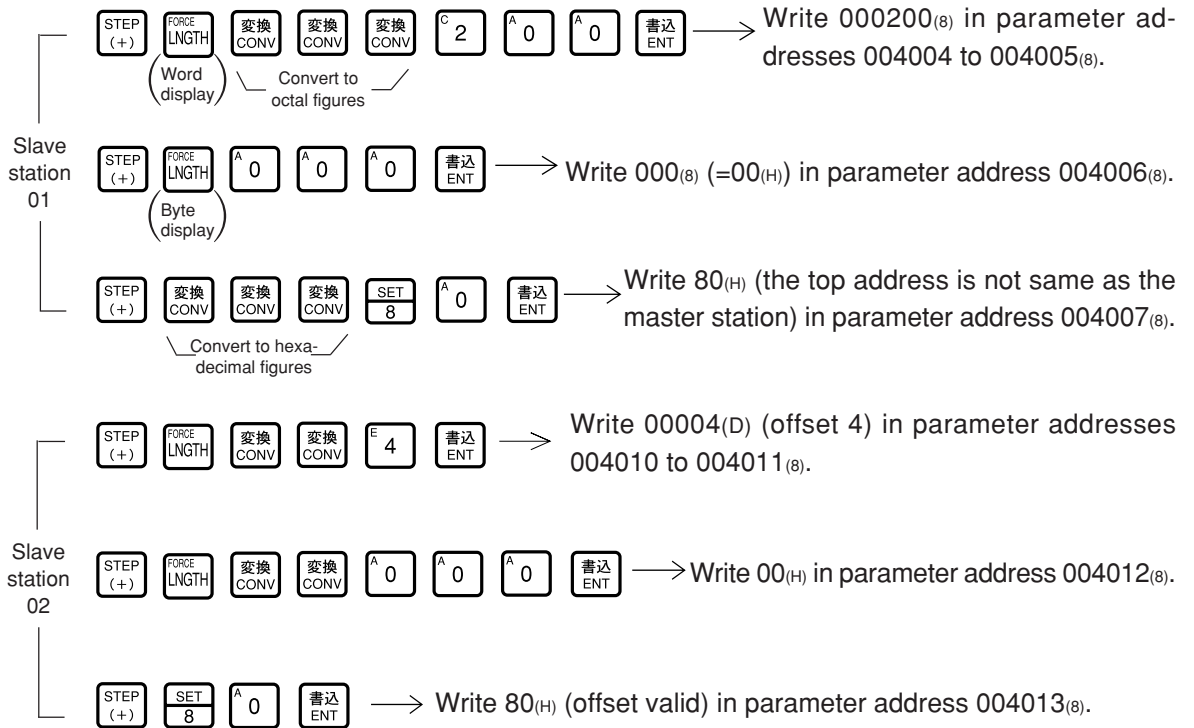 STEP (+) FORCE LNGTH 変換 CONV 変換 CONV 変換 CONV C 2 A 0 A 0 書込 ENT Write 000200(8) in parameter ad-
dresses 004004 to 004005(8).
(Word display) Convert to
octal figures
Slave
station
01
STEP (+) FORCE LNGTH A 0 A 0 A 0 書込 ENT Write 000(8) (=00(H)) in parameter address 004006(8).
(Byte display)
STEP (+) 変換 CONV 変換 CONV 変換 CONV SET 8 A 0 書込 ENT Write 80(H) (the top address is not same as the
master station) in parameter address 004007(8).
Convert to hexa-
decimal figures
STEP (+) FORCE LNGTH 変換 CONV 変換 CONV E 4 書込 ENT Write 00004(D) (offset 4) in parameter addresses
004010 to 004011(8).
Slave
station
02
STEP (+) FORCE LNGTH 変換 CONV 変換 CONV A 0 A 0 A 0 書込 ENT Write 00(H) in parameter address 004012(8).
STEP (+) SET 8 A 0 書込 ENT Write 80(H) (offset valid) in parameter address 004013(8).